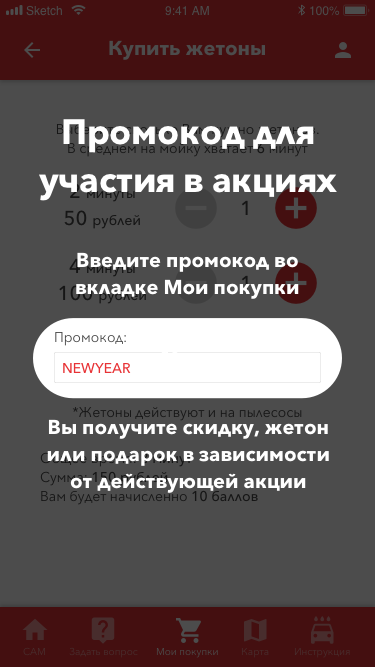 Sketch 9:41 AM 100%
Купить жетоны
В среднем на мойку хватает 6 минут
Промокод для
участия в акциях
2 минуты
50 рублей
1
Введите промокод во
вкладке Мои покупки
4 минуты
100 рублей
1
Промокод:
NEWYEAR
*Жетоны действуют и на пылесосы
Вы получите скидку, жетон
или подарок в зависимости
от действующей акции
Сумма: 150 рублей
Вам будет начисленно 10 баллов
САМ Задать вопрос Мои покупки Карта Инструкция